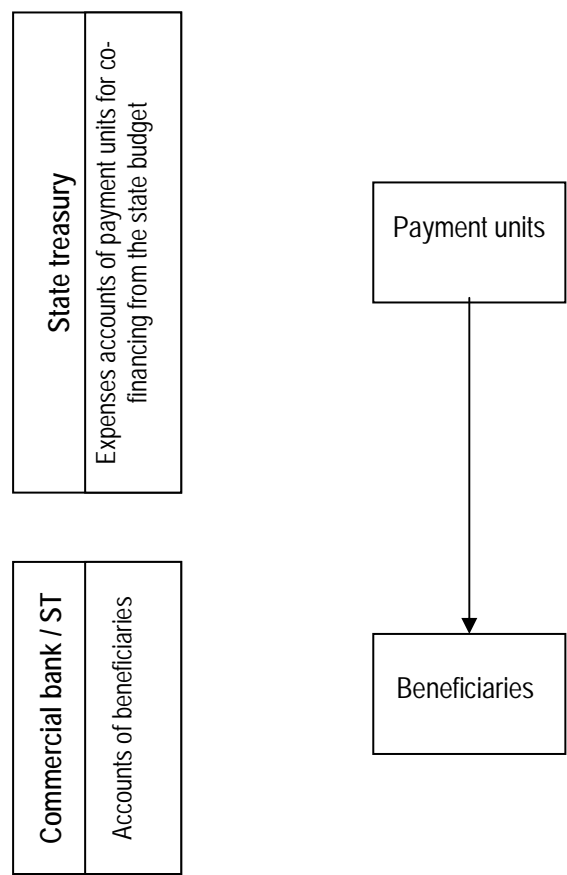 State treasury
Expenses accounts of payment units for co-
financing from the state budget
Payment units
Commercial bank / ST
Accounts of beneficiaries
Beneficiaries